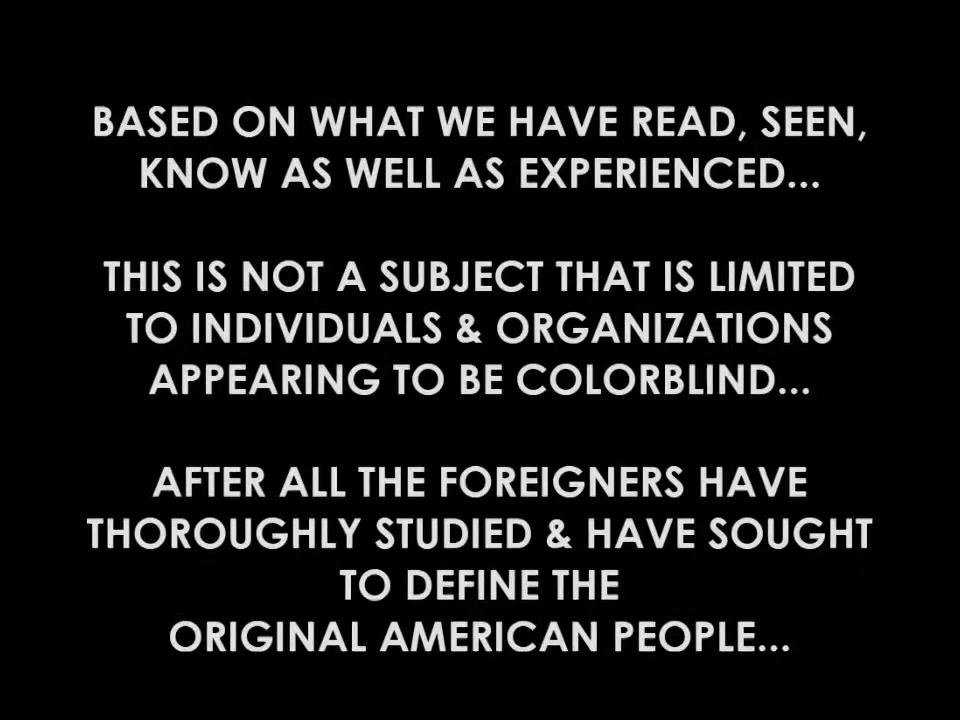 BASED ON WHAT WE HAVE READ, SEEN,
KNOW AS WELL AS EXPERIENCED...
THIS IS NOT A SUBJECT THAT IS LIMITED
TO INDIVIDUALS & ORGANIZATIONS
APPEARING TO BE COLORBLIND...
AFTER ALL THE FOREIGNERS HAVE
THOROUGHLY STUDIED & HAVE SOUGHT
TO DEFINE THE
ORIGINAL AMERICAN PEOPLE...